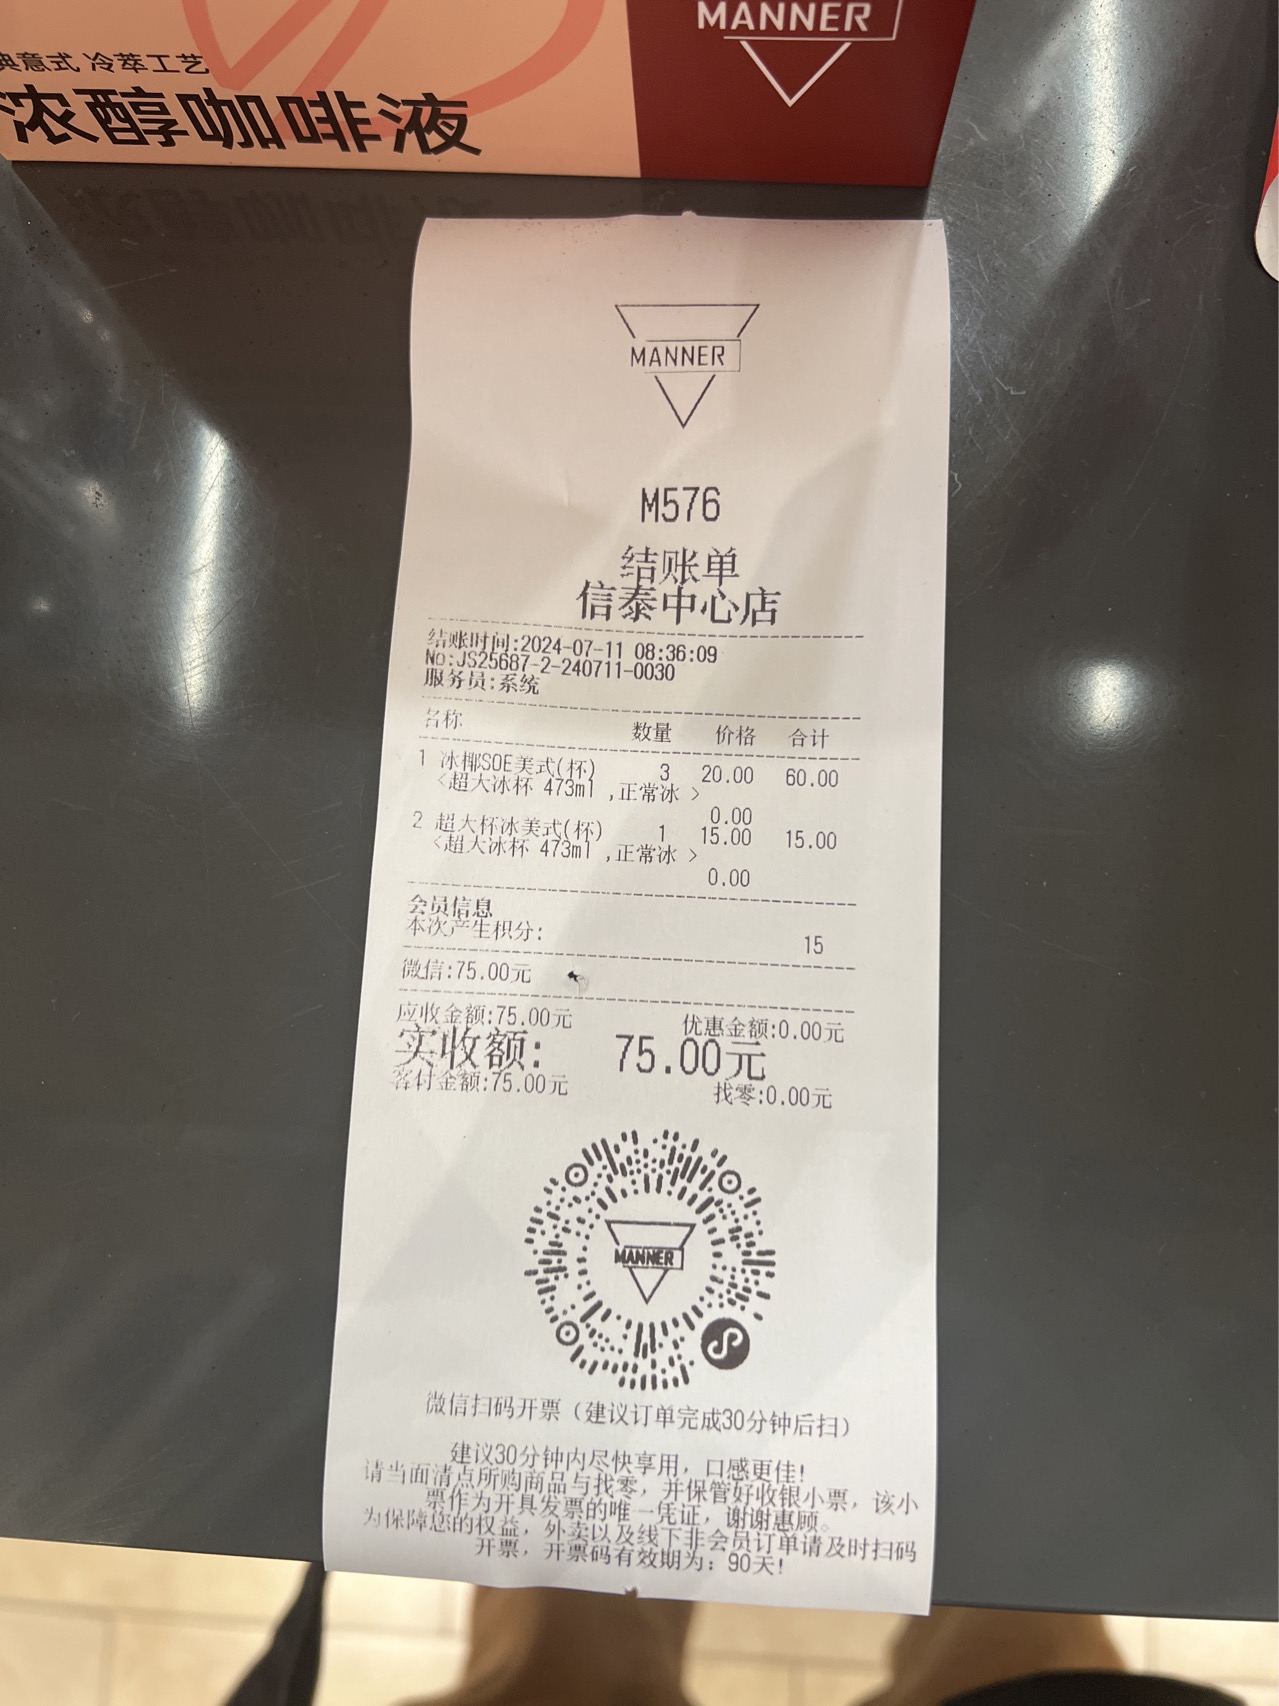 MANNER
典意式 冷萃工艺
浓醇咖啡液
MANNER
M576
结账单
信泰中心店
结账时间:2024-07-11 08:36:09
No:JS25687-2-240711-0030
服务员:系统
名称 数量 价格 合计
1 冰椰SOE美式(杯) 3 20.00 60.00
<超大冰杯 473ml ,正常冰 >
0.00
2 超大杯冰美式(杯) 1 15.00 15.00
<超大冰杯 473ml ,正常冰 >
0.00
会员信息
本次产生积分: 15
微信:75.00元
应收金额:75.00元 优惠金额:0.00元
实收额: 75.00元
客付金额:75.00元 找零:0.00元
MANNER
微信扫码开票（建议订单完成30分钟后扫）
建议30分钟内尽快享用，口感更佳!
请当面清点所购商品与找零，并保管好收银小票，该小
票作为开具发票的唯一凭证，谢谢惠顾。
为保障您的权益，外卖以及线下非会员订单请及时扫码
开票，开票码有效期为：90天!